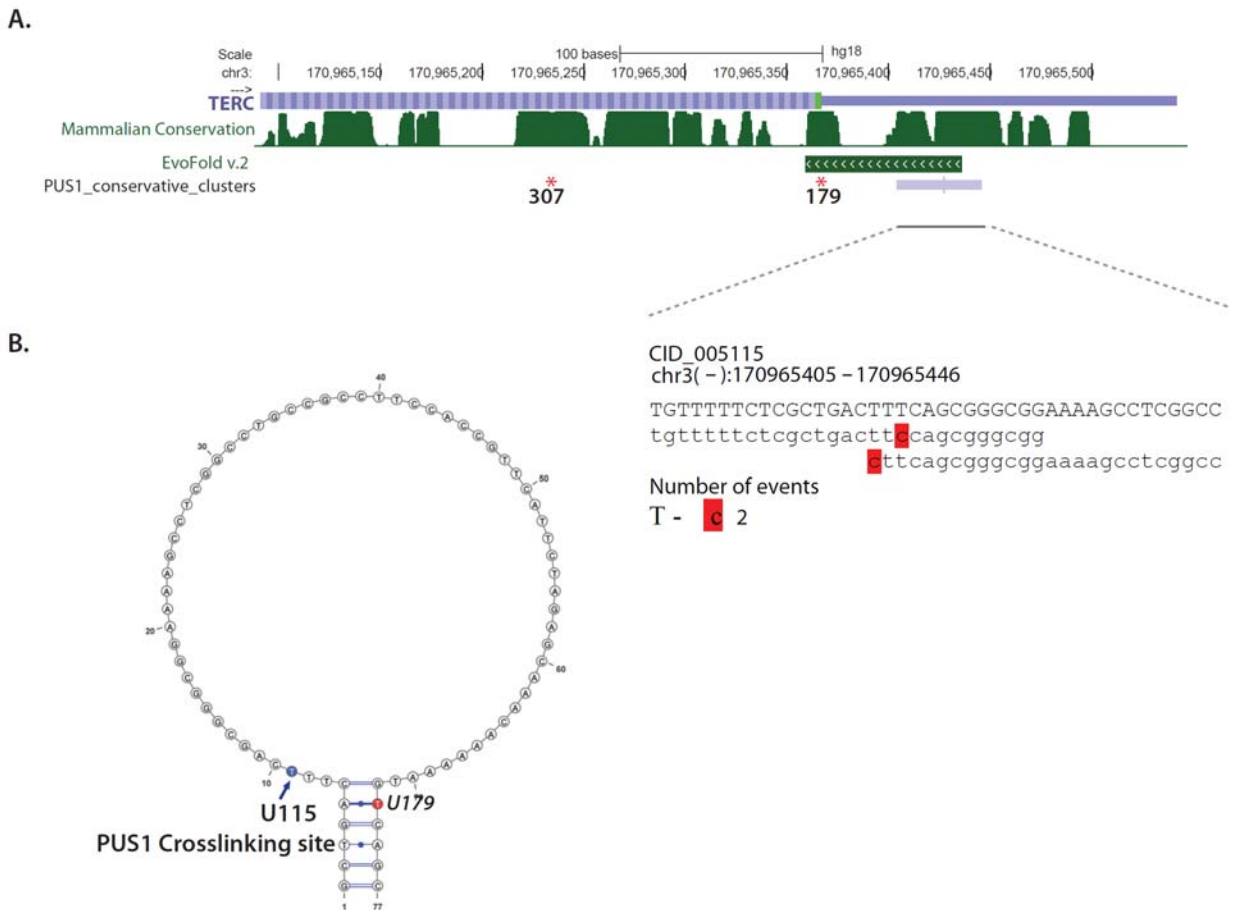 A.
Scale 100 bases hg18
chr3: 170,965,150 170,965,200 170,965,250 170,965,300 170,965,350 170,965,400 170,965,450 170,965,500
--->
TERC
Mammalian Conservation
EvoFold v.2
PUS1_conservative_clusters * *
307 179
CID_005115
chr3( – ):170965405 – 170965446
TGTTTTTCTCGCTGACTTTCAGCGGGCGGAAAAGCCTCGGCC
tgtttttctcgctgacttccagcgggcgg
cttcagcgggcggaaaagcctcggcc
Number of events
T - c 2
B.
40
30
50
20
60
10
U115
U179
PUS1 Crosslinking site
1 77